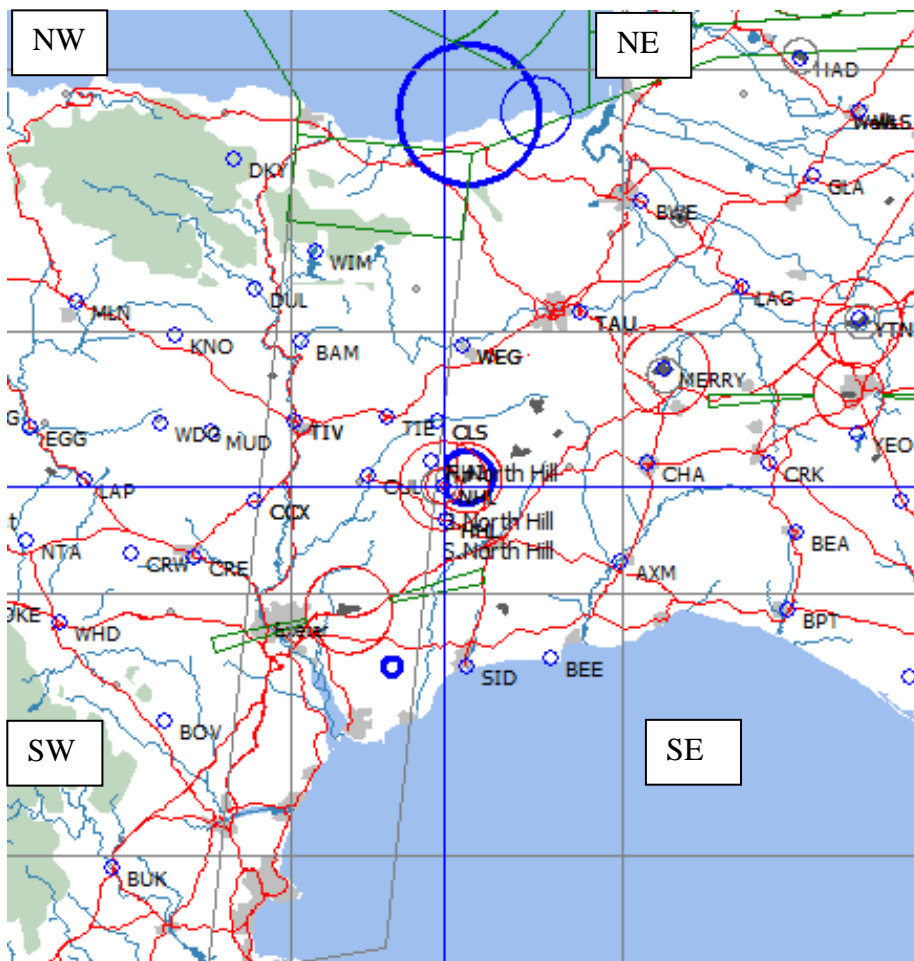 NW
NE
HAD
Wells
GLA
DKY
BWE
WIM
DUL
LAG
MLN
TAU
YTN
KNO
BAM
WEG
MERRY
EGG
WDG
MUD
TIV
TIE
CLS
YEO
N.North Hill
CHA
CRK
LAP
CUL
NHL
CCX
S.North Hill
BEA
NTA
CRW
CRE
AXM
OKE
WHD
Exeter
BPT
SID
BEE
BOV
SW
SE
BUK